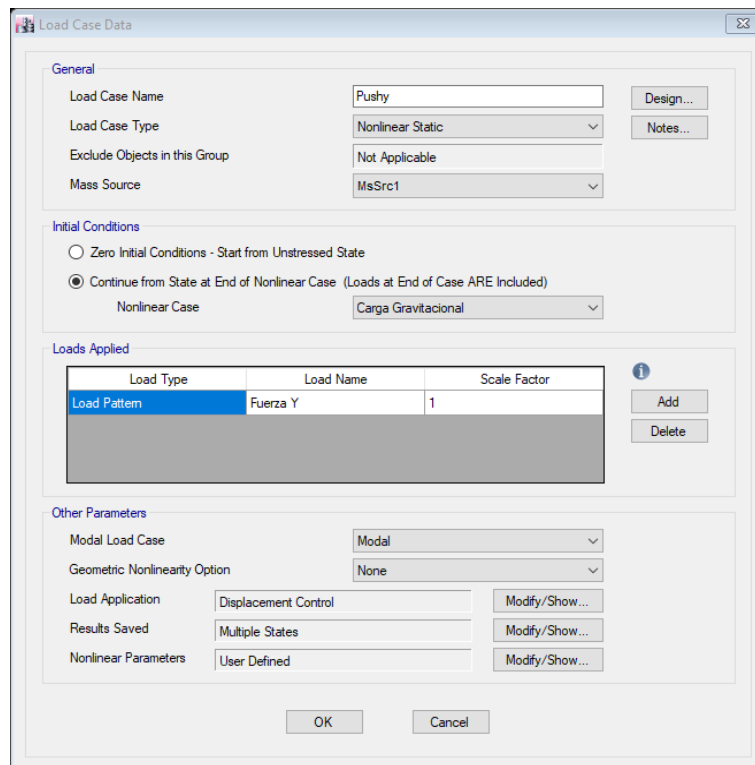 Load Case Data
General
Load Case Name Pushy Design...
Load Case Type Nonlinear Static Notes...
Exclude Objects in this Group Not Applicable
Mass Source MsSrc1
Initial Conditions
Zero Initial Conditions - Start from Unstressed State
Continue from State at End of Nonlinear Case (Loads at End of Case ARE Included)
Nonlinear Case Carga Gravitacional
Loads Applied
Load Type Load Name Scale Factor
Load Pattern Fuerza Y 1
Add
Delete
Other Parameters
Modal Load Case Modal
Geometric Nonlinearity Option None
Load Application Displacement Control Modify/Show...
Results Saved Multiple States Modify/Show...
Nonlinear Parameters User Defined Modify/Show...
OK Cancel